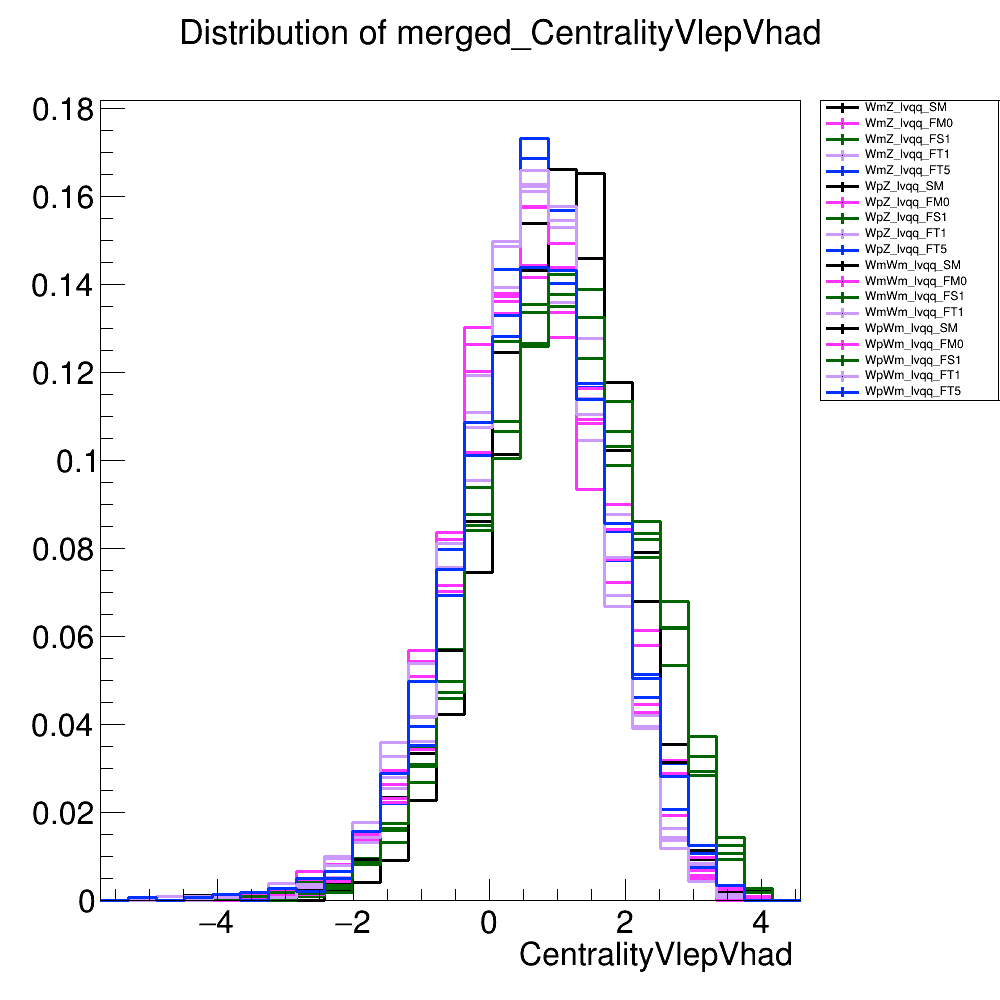 Distribution of merged_CentralityVlepVhad
0.18
0.16
0.14
0.12
0.1
0.08
0.06
0.04
0.02
0
−4
−2
0
2
4
CentralityVlepVhad
WmZ_lvqq_SM
WmZ_lvqq_FM0
WmZ_lvqq_FS1
WmZ_lvqq_FT1
WmZ_lvqq_FT5
WpZ_lvqq_SM
WpZ_lvqq_FM0
WpZ_lvqq_FS1
WpZ_lvqq_FT1
WpZ_lvqq_FT5
WmWm_lvqq_SM
WmWm_lvqq_FM0
WmWm_lvqq_FS1
WmWm_lvqq_FT1
WpWm_lvqq_SM
WpWm_lvqq_FM0
WpWm_lvqq_FS1
WpWm_lvqq_FT1
WpWm_lvqq_FT5